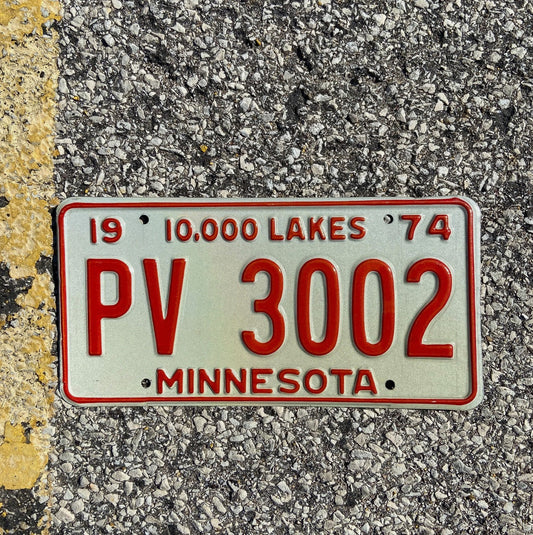 19 10,000 LAKES 74
PV 3002
MINNESOTA